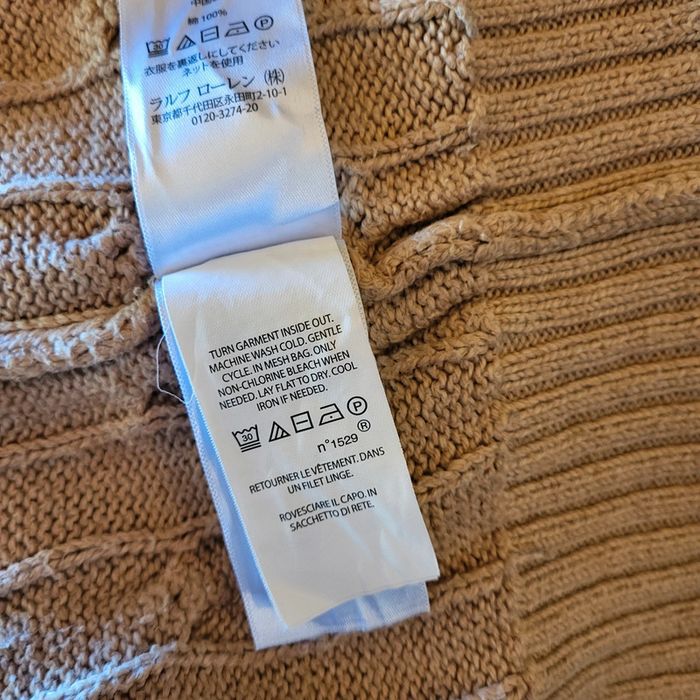 綿 100%
30
衣服を裏返しにしてください
ネットを使用
ラルフ ローレン (株)
東京都千代田区永田町2-10-1
0120-3274-20
TURN GARMENT INSIDE OUT.
MACHINE WASH COLD. GENTLE
CYCLE. IN MESH BAG. ONLY
NON-CHLORINE BLEACH WHEN
NEEDED. LAY FLAT TO DRY. COOL
IRON IF NEEDED.
30 P
n°1529 ®
RETOURNER LE VÊTEMENT. DANS
UN FILET LINGE.
ROVESCIARE IL CAPO. IN
SACCHETTO DI RETE.